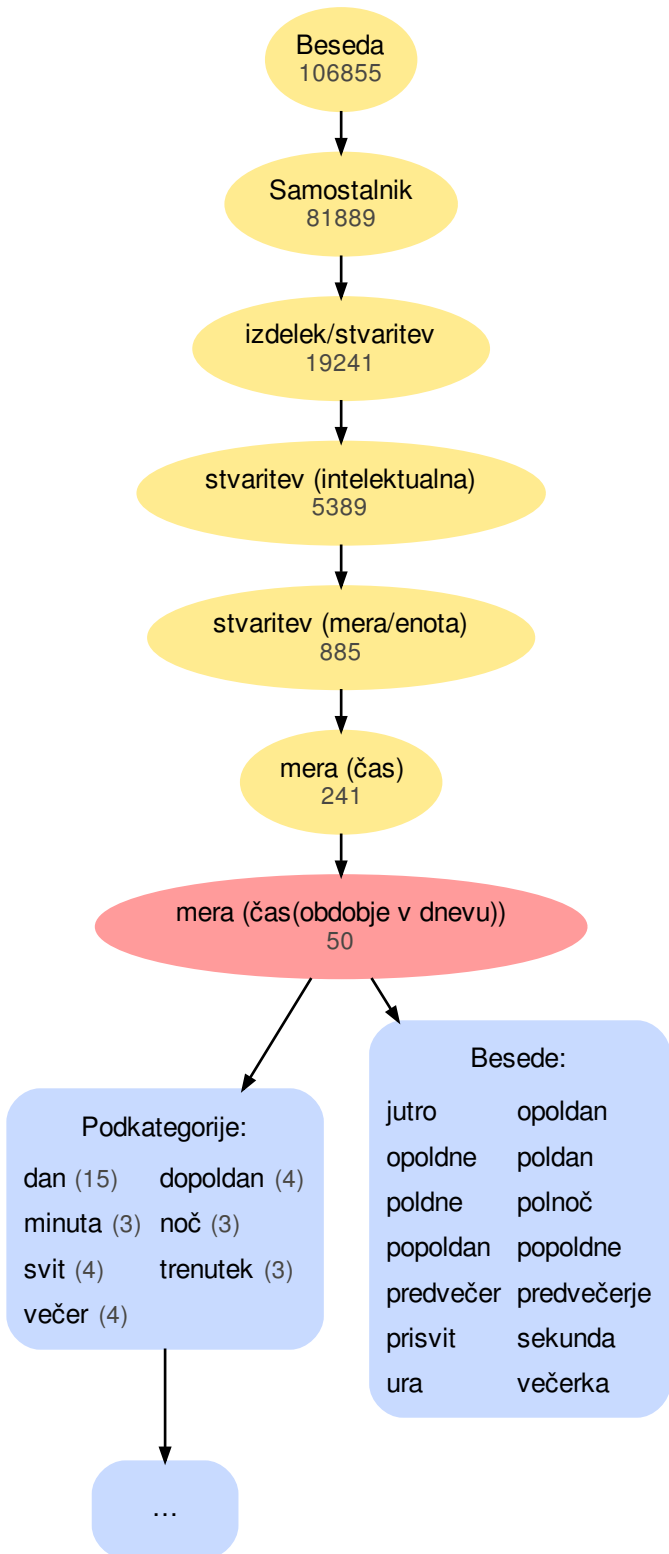 Beseda
106855
Samostalnik
81889
izdelek/stvaritev
19241
stvaritev (intelektualna)
5389
stvaritev (mera/enota)
885
mera (čas)
241
mera (čas(obdobje v dnevu))
50
Podkategorije:
dan (15) dopoldan (4)
minuta (3) noč (3)
svit (4) trenutek (3)
večer (4)
...
Besede:
jutro opoldan
opoldne poldan
poldne polnoč
popoldan popoldne
predvečer predvečerje
prisvit sekunda
ura večerka